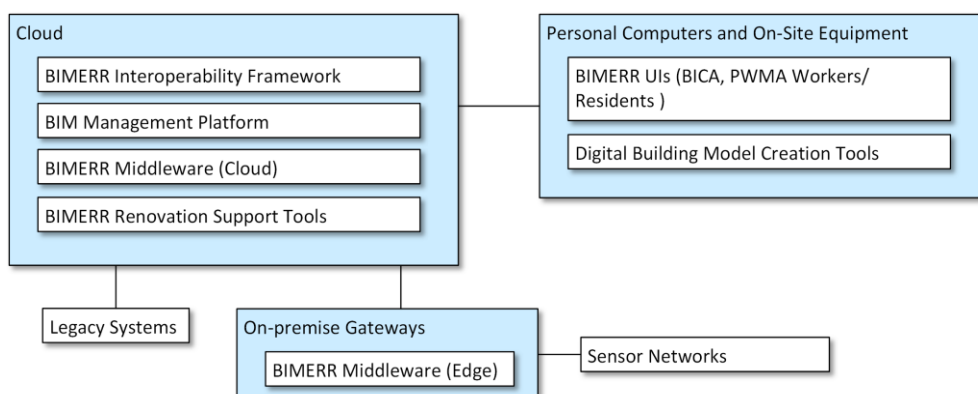 Cloud
BIMERR Interoperability Framework
BIM Management Platform
BIMERR Middleware (Cloud)
BIMERR Renovation Support Tools
Personal Computers and On-Site Equipment
BIMERR UIs (BICA, PWMA Workers/
Residents )
Digital Building Model Creation Tools
Legacy Systems
On-premise Gateways
BIMERR Middleware (Edge)
Sensor Networks